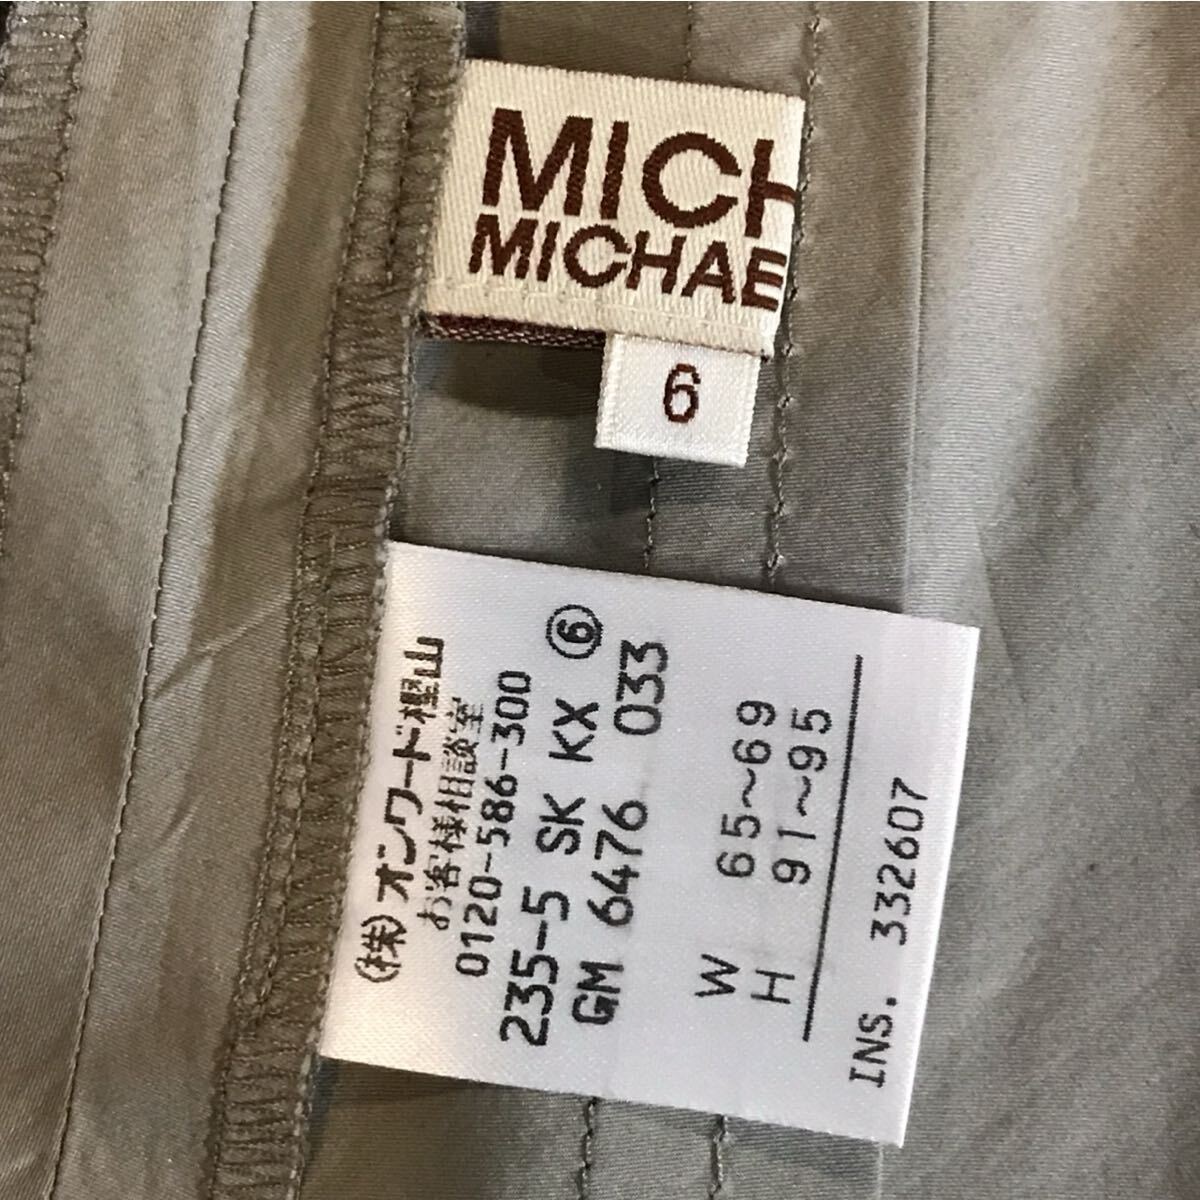 MICH
MICHAE
6
(株)オンワード樫山
お客様相談室
0120-586-300
235-5 SK KX ⑥
GM 6476 033
W 65~69
H 91~95
INS. 332607